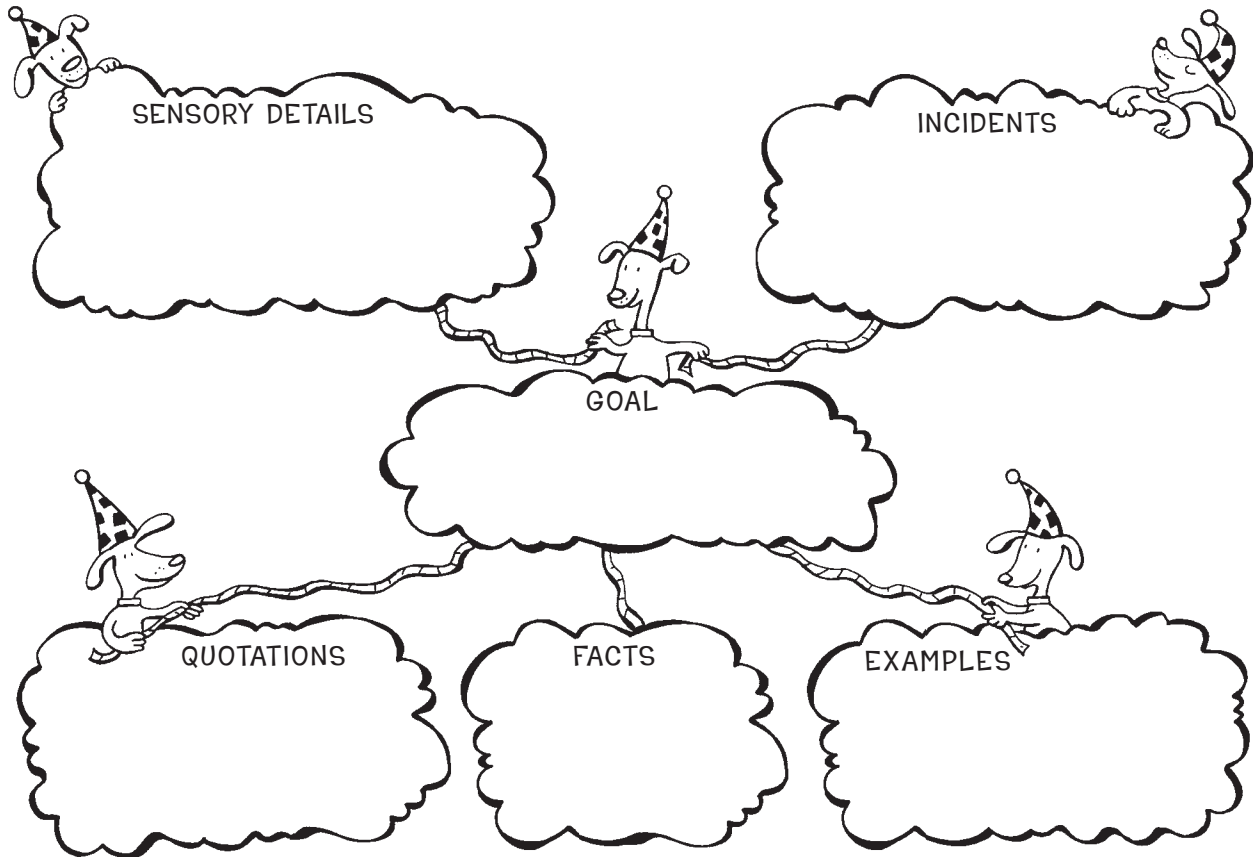 SENSORY DETAILS
INCIDENTS
GOAL
QUOTATIONS
FACTS
EXAMPLES